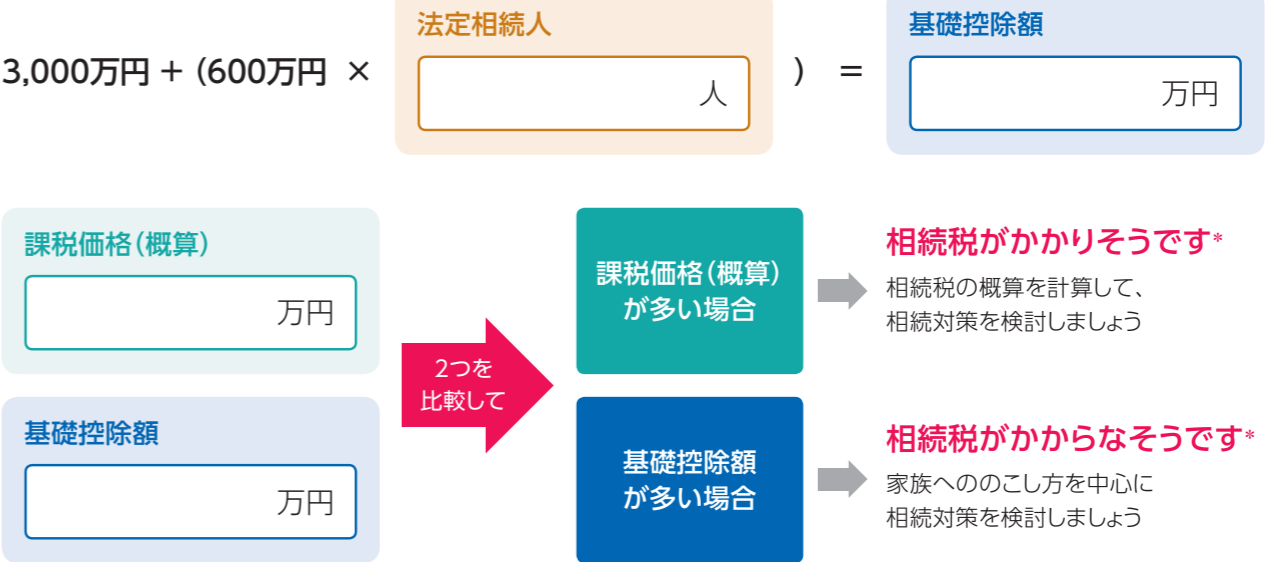 法定相続人
基礎控除額
3,000万円 + (600万円 × 人 ) = 万円
課税価格(概算)
万円
基礎控除額
万円
2つを
比較して
課税価格(概算)
が多い場合
相続税がかかりそうです*
相続税の概算を計算して、
相続対策を検討しましょう
基礎控除額
が多い場合
相続税がかからなそうです*
家族へののこし方を中心に
相続対策を検討しましょう